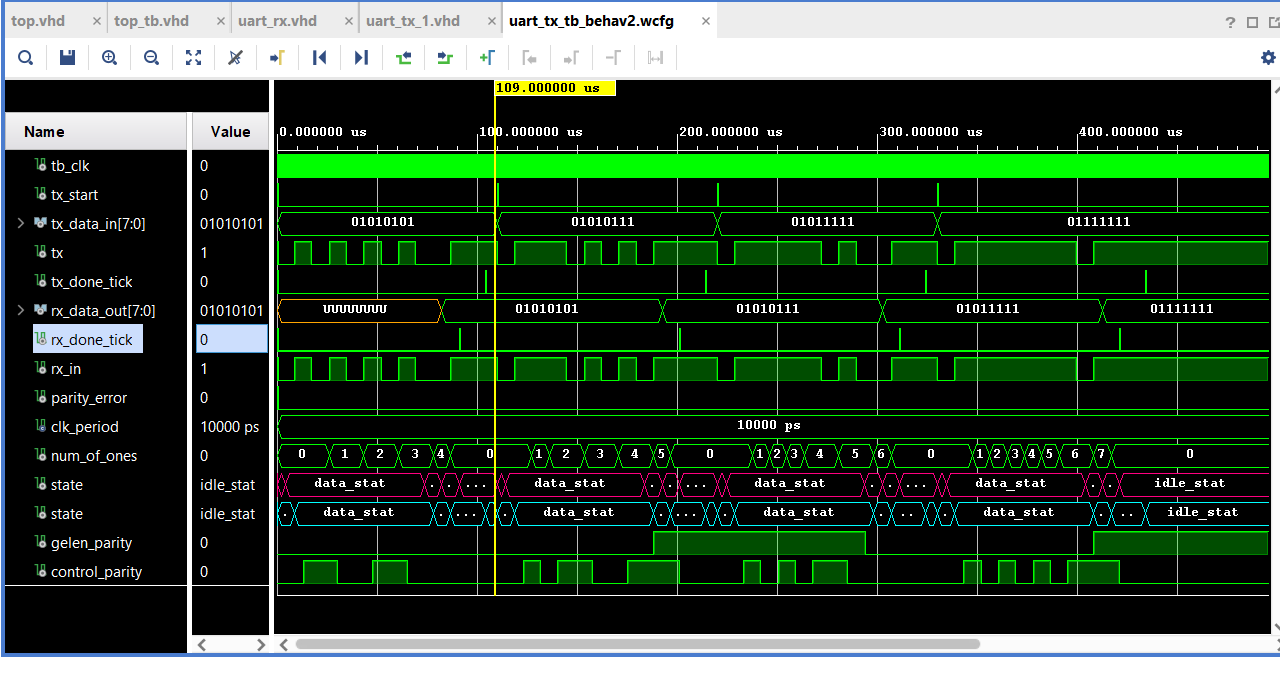 top.vhd × top_tb.vhd × uart_rx.vhd × uart_tx_1.vhd × uart_tx_tb_behav2.wcfg ×
109.000000 us
Name Value 0.000000 us 100.000000 us 200.000000 us 300.000000 us 400.000000 us
tb_clk 0
tx_start 0
tx_data_in[7:0] 01010101 01010101 01010111 01011111 01111111
tx 1
tx_done_tick 0
rx_data_out[7:0] 01010101 UUUUUUUU 01010101 01010111 01011111 01111111
rx_done_tick 0
rx_in 1
parity_error 0
clk_period 10000 ps 10000 ps
num_of_ones 0 0 1 2 3 4 0 1 2 3 4 5 0 1 2 3 4 5 6 0 1 2 3 4 5 6 7 0
state idle_stat data_stat . . ... data_stat . . ... data_stat . . ... data_stat . . idle_stat
state idle_stat . data_stat . . ... . data_stat . . ... . data_stat . . ... . data_stat . .. idle_stat
gelen_parity 0
control_parity 0